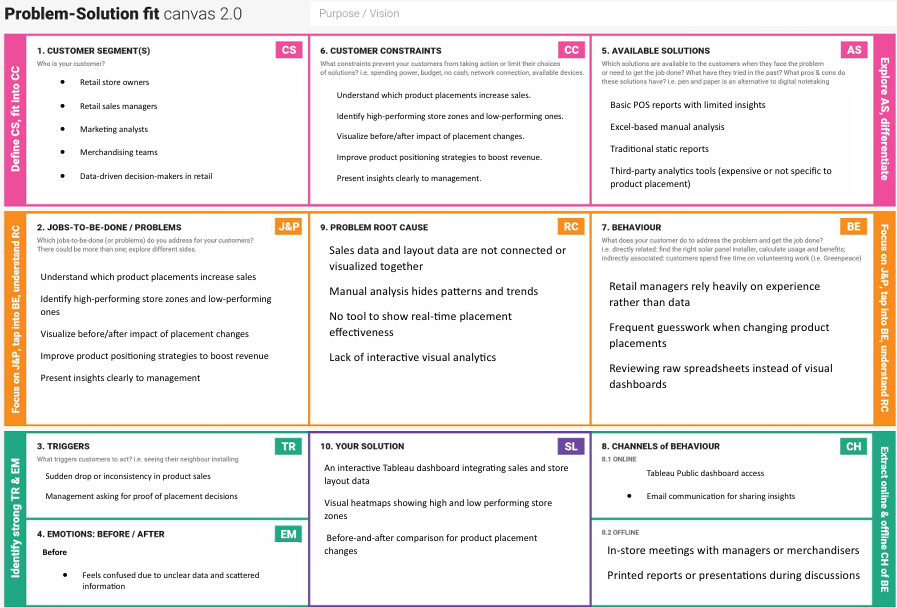 Problem-Solution fit canvas 2.0
Purpose / Vision
Define CS, fit into CC
1. CUSTOMER SEGMENT(S)
CS
Who is your customer?
• Retail store owners
• Retail sales managers
• Marketing analysts
• Merchandising teams
• Data-driven decision-makers in retail
6. CUSTOMER CONSTRAINTS
CC
What constraints prevent your customers from taking action or limit their choices
of solutions? i.e. spending power, budget, no cash, network connection, available devices.
Understand which product placements increase sales.
Identify high-performing store zones and low-performing ones.
Visualize before/after impact of placement changes.
Improve product positioning strategies to boost revenue.
Present insights clearly to management.
5. AVAILABLE SOLUTIONS
AS
Which solutions are available to the customers when they face the problem
or need to get the job done? What have they tried in the past? What pros & cons do
these solutions have? i.e. pen and paper is an alternative to digital notetaking
Basic POS reports with limited insights
Excel-based manual analysis
Traditional static reports
Third-party analytics tools (expensive or not specific to
product placement)
Explore AS, differentiate
Focus on J&P, tap into BE, understand RC
2. JOBS-TO-BE-DONE / PROBLEMS
J&P
Which jobs-to-be-done (or problems) do you address for your customers?
There could be more than one; explore different sides.
Understand which product placements increase sales
Identify high-performing store zones and low-performing
ones
Visualize before/after impact of placement changes
Improve product positioning strategies to boost revenue
Present insights clearly to management
9. PROBLEM ROOT CAUSE
RC
Sales data and layout data are not connected or
visualized together
Manual analysis hides patterns and trends
No tool to show real-time placement
effectiveness
Lack of interactive visual analytics
7. BEHAVIOUR
BE
What does your customer do to address the problem and get the job done?
i.e. directly related: find the right solar panel installer, calculate usage and benefits;
indirectly associated: customers spend free time on volunteering work (i.e. Greenpeace)
Retail managers rely heavily on experience
rather than data
Frequent guesswork when changing product
placements
Reviewing raw spreadsheets instead of visual
dashboards
Focus on J&P, tap into BE, understand RC
Identify strong TR & EM
3. TRIGGERS
TR
What triggers customers to act? i.e. seeing their neighbour installing
Sudden drop or inconsistency in product sales
Management asking for proof of placement decisions
4. EMOTIONS: BEFORE / AFTER
EM
Before
• Feels confused due to unclear data and scattered
information
10. YOUR SOLUTION
SL
An interactive Tableau dashboard integrating sales and store
layout data
Visual heatmaps showing high and low performing store
zones
Before-and-after comparison for product placement
changes
8. CHANNELS of BEHAVIOUR
CH
8.1 ONLINE
Tableau Public dashboard access
• Email communication for sharing insights
8.2 OFFLINE
In-store meetings with managers or merchandisers
Printed reports or presentations during discussions
Extract online & offline CH of BE